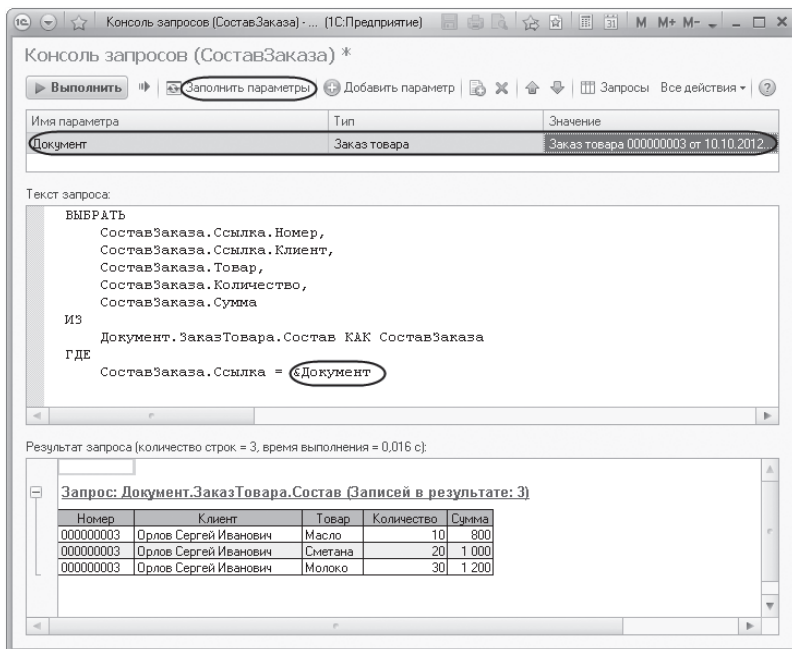 1С Консоль запросов (СоставЗаказа) - ... (1С:Предприятие) 31 M M+ M-
Консоль запросов (СоставЗаказа) *
Выполнить Заполнить параметры Добавить параметр Запросы Все действия ?
Имя параметра Тип Значение
Документ Заказ товара Заказ товара 000000003 от 10.10.2012...
Текст запроса:
ВЫБРАТЬ
СоставЗаказа.Ссылка.Номер,
СоставЗаказа.Ссылка.Клиент,
СоставЗаказа.Товар,
СоставЗаказа.Количество,
СоставЗаказа.Сумма
ИЗ
Документ.ЗаказТовара.Состав КАК СоставЗаказа
ГДЕ
СоставЗаказа.Ссылка = &Документ
Результат запроса (количество строк = 3, время выполнения = 0,016 с):
Запрос: Документ.ЗаказТовара.Состав (Записей в результате: 3)
Номер Клиент Товар Количество Сумма
000000003 Орлов Сергей Иванович Масло 10 800
000000003 Орлов Сергей Иванович Сметана 20 1 000
000000003 Орлов Сергей Иванович Молоко 30 1 200